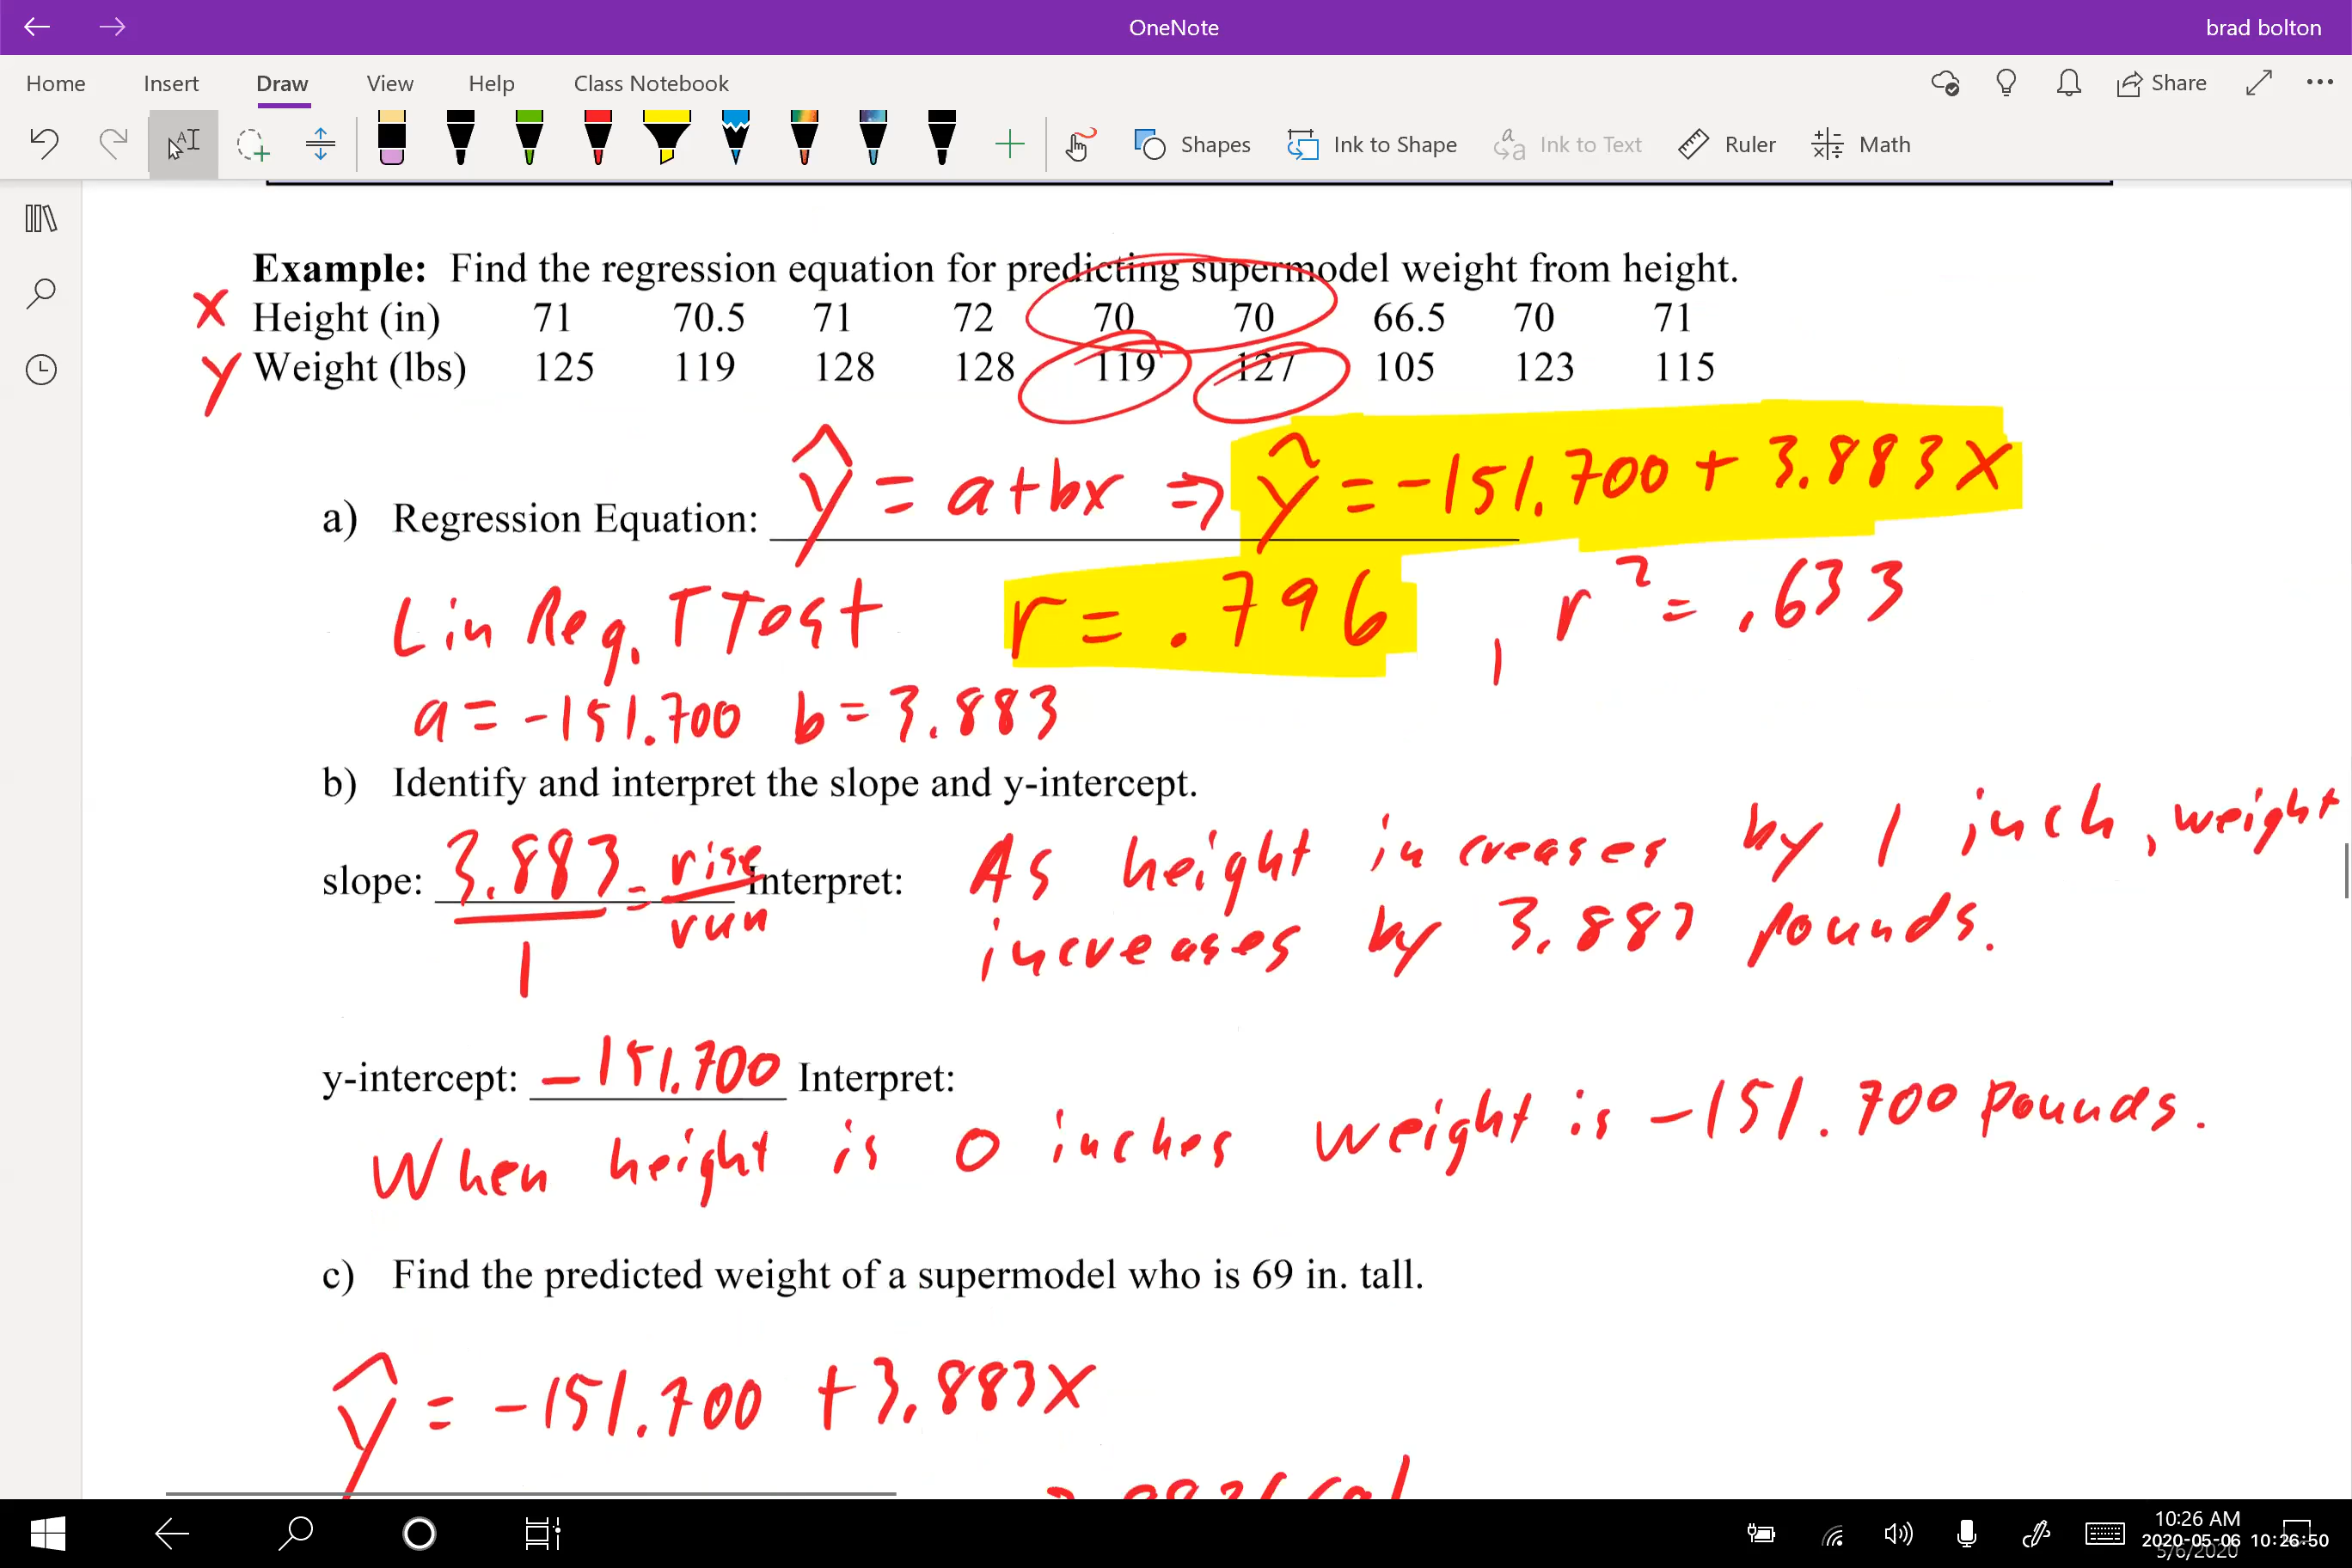 OneNote
brad bolton
Home Insert Draw View Help Class Notebook Share
Shapes Ink to Shape Ink to Text Ruler Math
Example: Find the regression equation for predicting supermodel weight from height.
x Height (in) 71 70.5 71 72 70 70 66.5 70 71
y Weight (lbs) 125 119 128 128 119 127 105 123 115
a) Regression Equation: ŷ = a+bx ⇒ ŷ = -151.700 + 3.883x
Lin Reg. T Test r = .796 , r² = .633
a = -151.700 b = 3.883
b) Identify and interpret the slope and y-intercept.
slope: 3.883/1 = rise/run Interpret: As height increases by 1 inch, weight
increases by 3.883 pounds.
y-intercept: -151.700 Interpret:
When height is 0 inches weight is -151.700 pounds.
c) Find the predicted weight of a supermodel who is 69 in. tall.
ŷ = -151.700 + 3.883x
10:26 AM
2020-05-06 10:26:50
5/6/2020